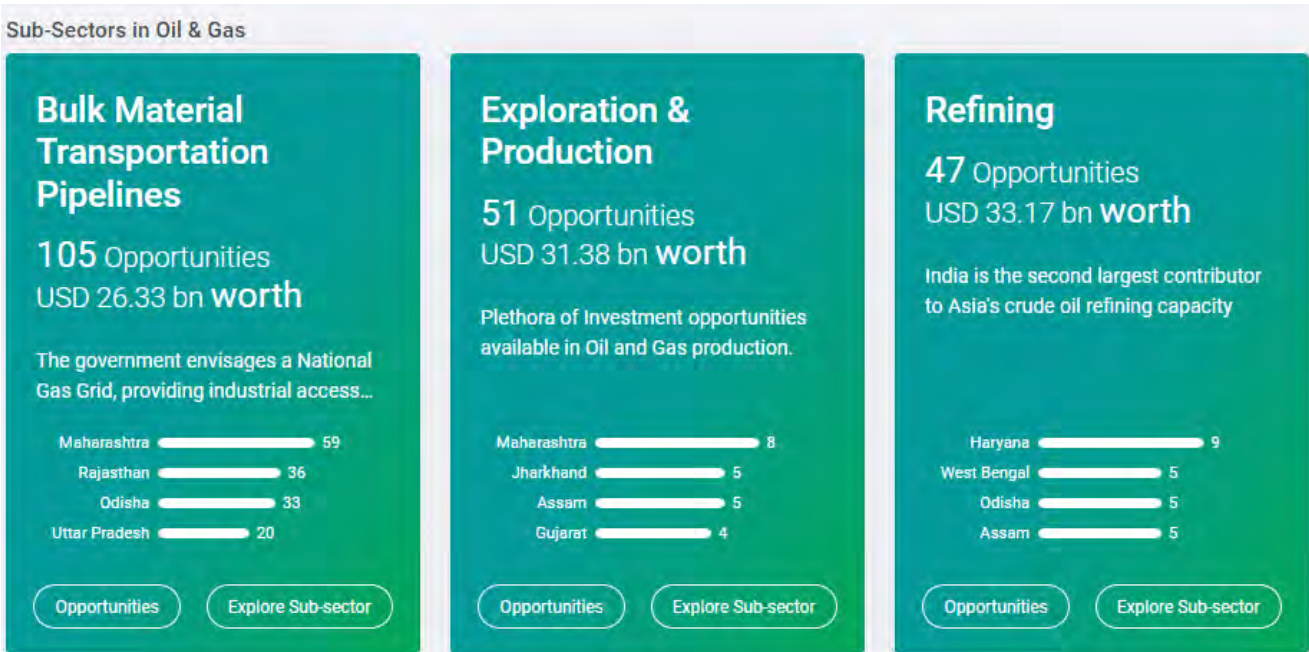 Sub-Sectors in Oil & Gas
Bulk Material
Transportation
Pipelines
105 Opportunities
USD 26.33 bn worth
The government envisages a National
Gas Grid, providing industrial access...
Maharashtra 59
Rajasthan 36
Odisha 33
Uttar Pradesh 20
Opportunities Explore Sub-sector
Exploration &
Production
51 Opportunities
USD 31.38 bn worth
Plethora of Investment opportunities
available in Oil and Gas production.
Maharashtra 8
Jharkhand 5
Assam 5
Gujarat 4
Opportunities Explore Sub-sector
Refining
47 Opportunities
USD 33.17 bn worth
India is the second largest contributor
to Asia's crude oil refining capacity
Haryana 9
West Bengal 5
Odisha 5
Assam 5
Opportunities Explore Sub-sector